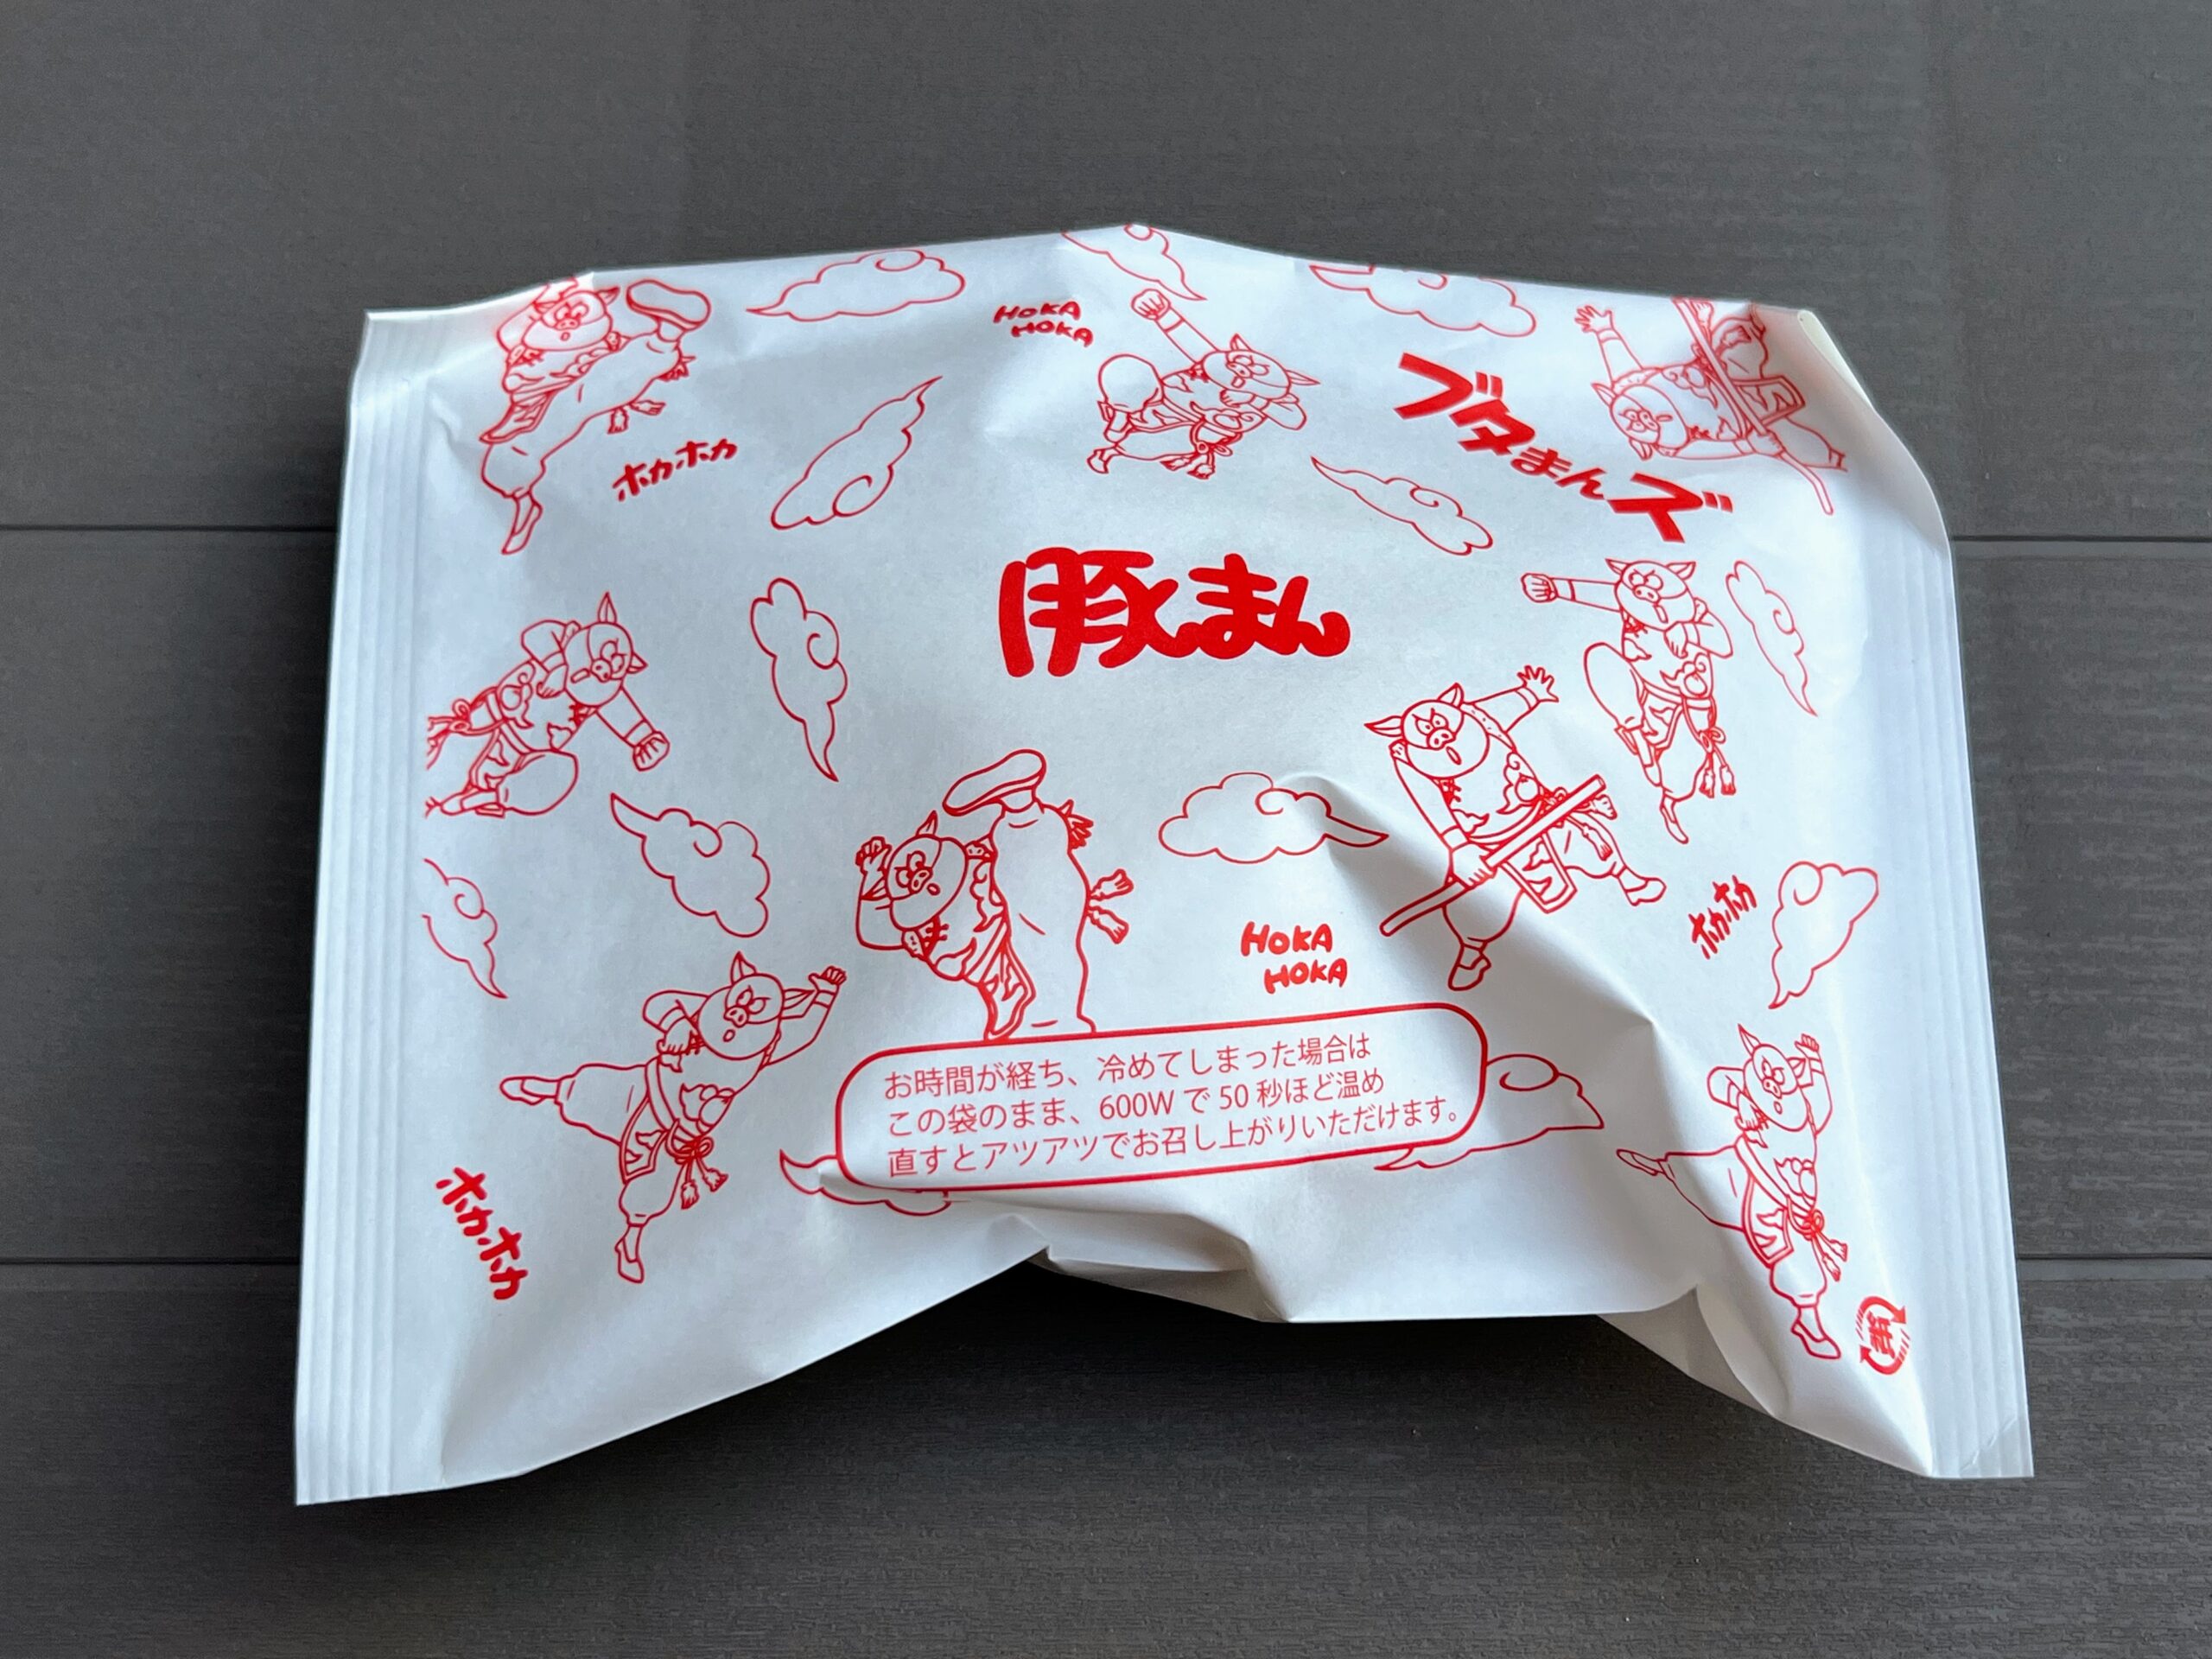 HOKA
HOKA
ブタまんズ
ホカホカ
豚まん
ホカホカ
HOKA
HOKA
お時間が経ち、冷めてしまった場合は
この袋のまま、600Wで50秒ほど温め
直すとアツアツでお召し上がりいただけます。
ホカホカ
紙